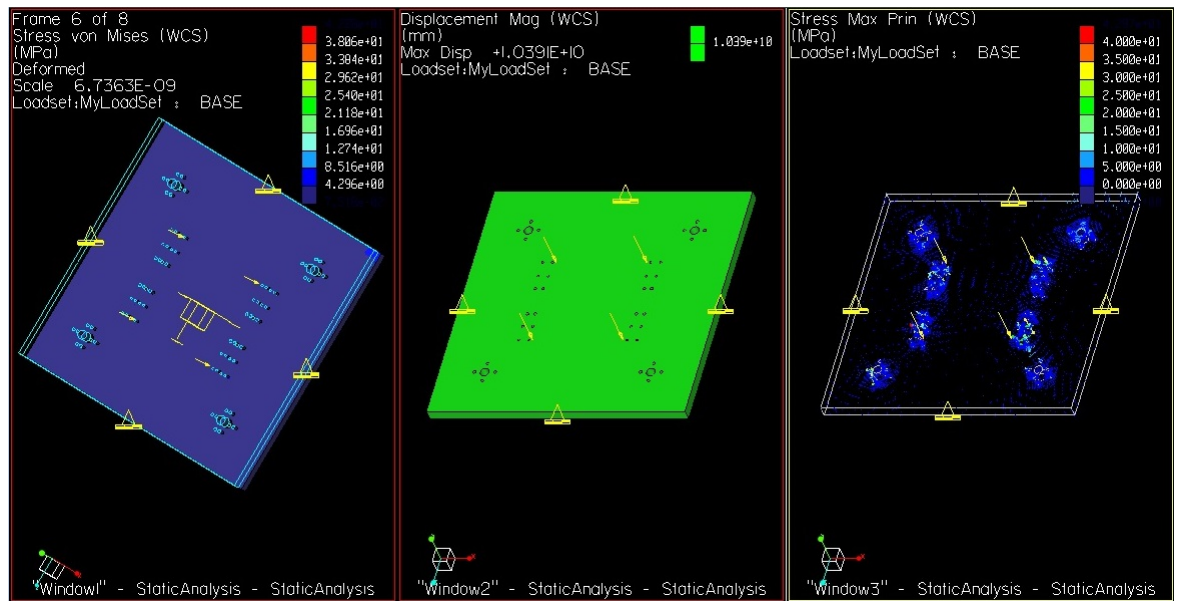 Frame 6 of 8
Stress von Mises (WCS)
(MPa)
Deformed
Scale 6.7363E-09
Loadset:MyLoadSet : BASE
3.806e+01
3.384e+01
2.962e+01
2.540e+01
2.118e+01
1.696e+01
1.274e+01
8.516e+00
4.296e+00
"Window1" - StaticAnalysis - StaticAnalysis
Displacement Mag (WCS)
(mm)
Max Disp +1.0391E+10
Loadset:MyLoadSet : BASE
1.039e+10
"Window2" - StaticAnalysis - StaticAnalysis
Stress Max Prin (WCS)
(MPa)
Loadset:MyLoadSet : BASE
4.000e+01
3.500e+01
3.000e+01
2.500e+01
2.000e+01
1.500e+01
1.000e+01
5.000e+00
0.000e+00
"Window3" - StaticAnalysis - StaticAnalysis